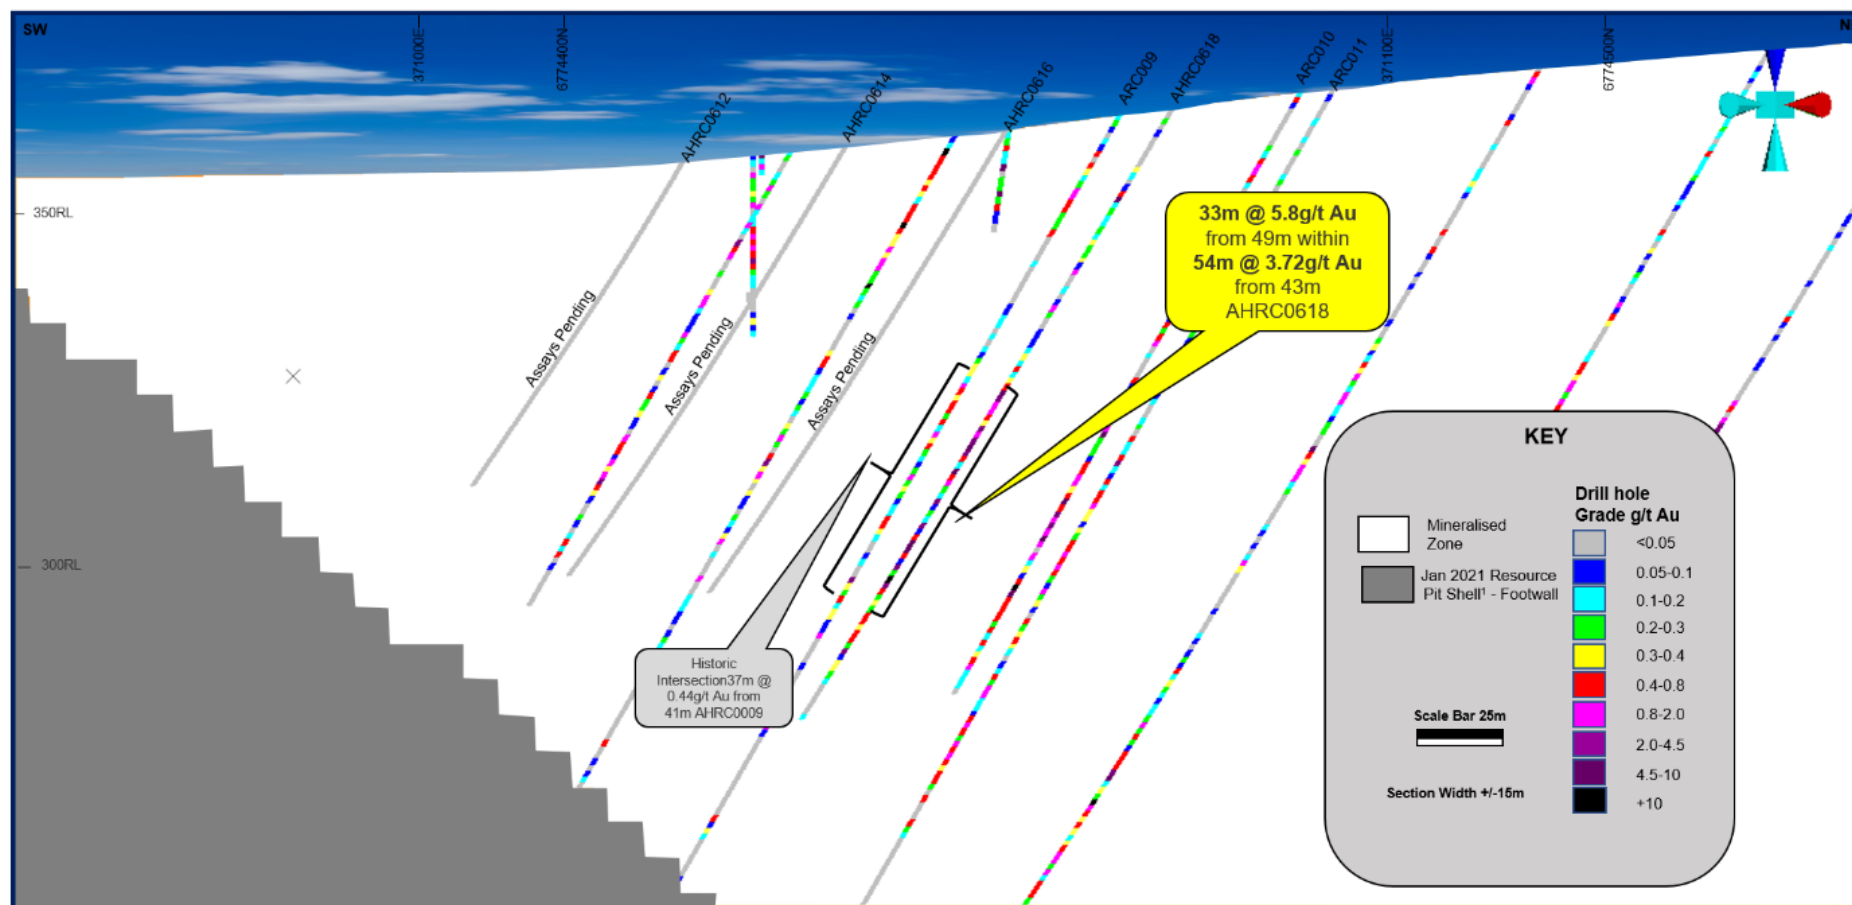 SW
371000E
6774400N
371100E
6774500N
N
AHRC0612
AHRC0614
AHRC0616
ARC009
AHRC0618
ARC010
ARC011
350RL
300RL
Assays Pending
Assays Pending
Assays Pending
33m @ 5.8g/t Au
from 49m within
54m @ 3.72g/t Au
from 43m
AHRC0618
Historic
Intersection37m @
0.44g/t Au from
41m AHRC0009
KEY
Mineralised
Zone
Jan 2021 Resource
Pit Shell¹ - Footwall
Scale Bar 25m
Section Width +/-15m
Drill hole
Grade g/t Au
<0.05
0.05-0.1
0.1-0.2
0.2-0.3
0.3-0.4
0.4-0.8
0.8-2.0
2.0-4.5
4.5-10
+10